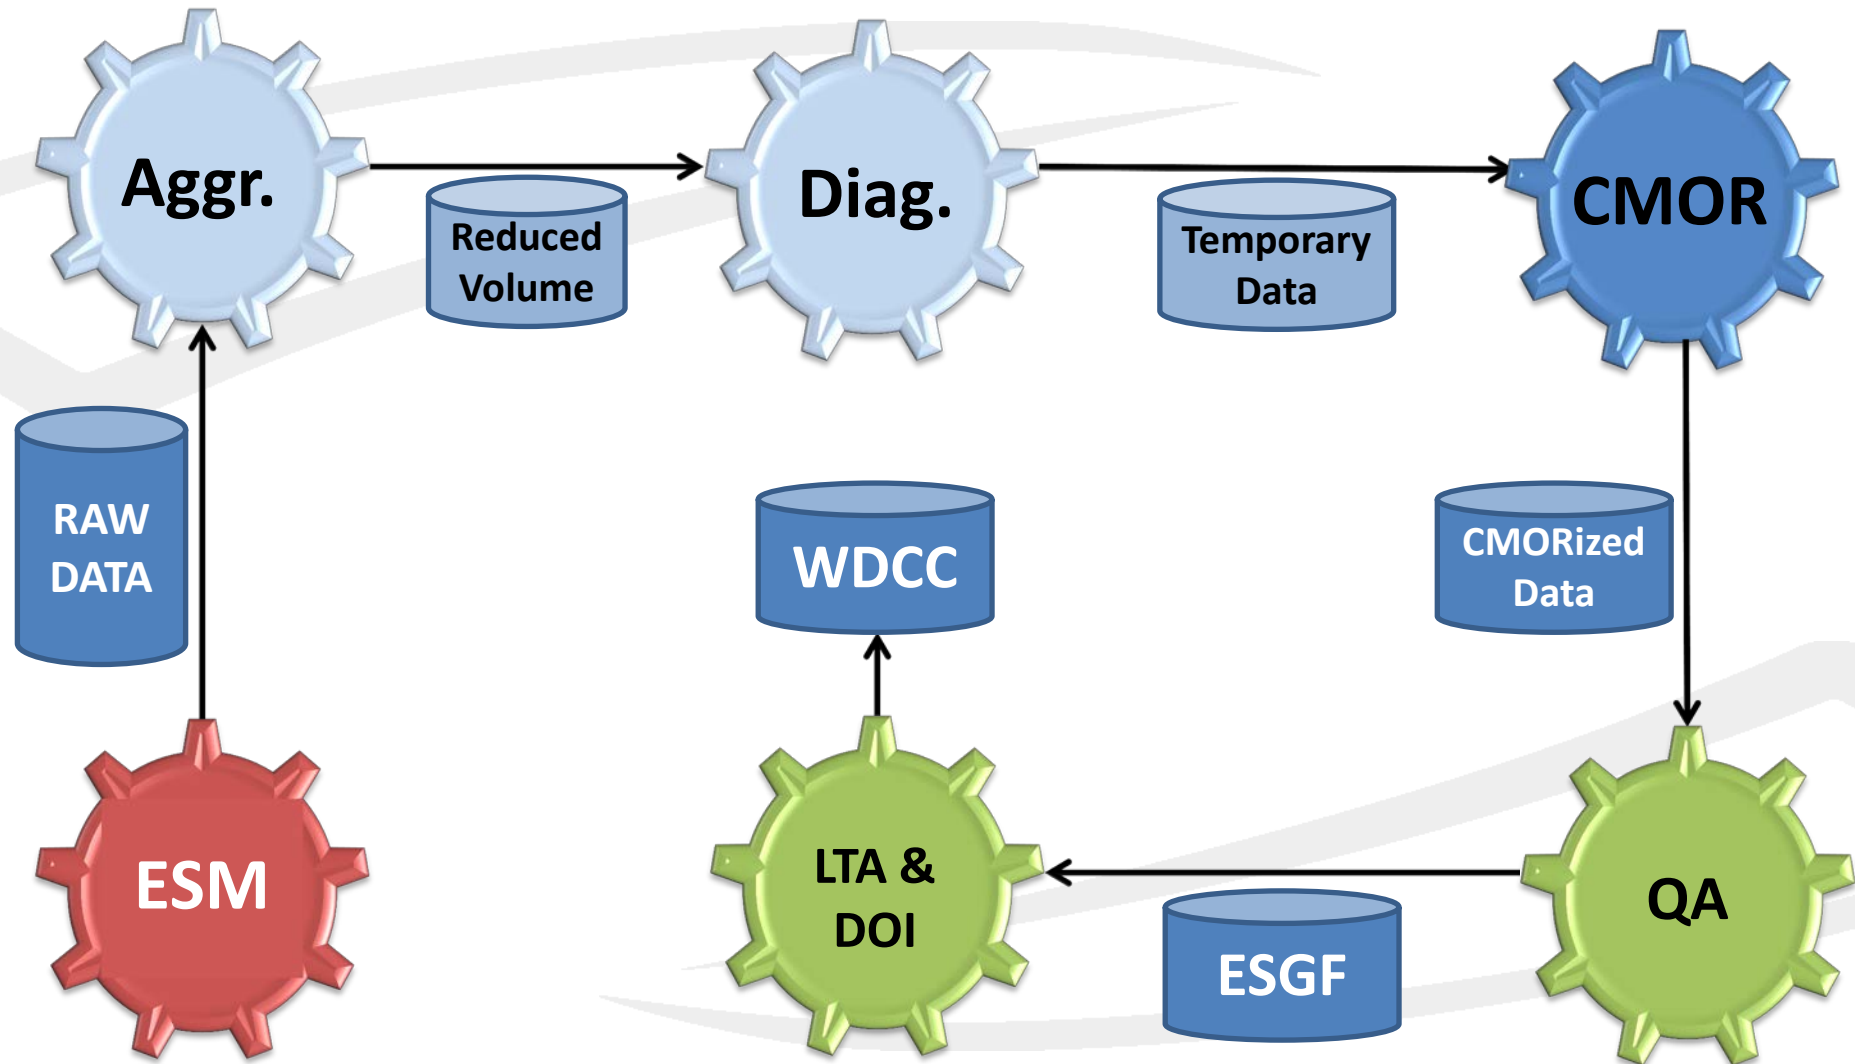 Aggr.
Reduced
Volume
Diag.
Temporary
Data
CMOR
RAW
DATA
WDCC
CMORized
Data
ESM
LTA &
DOI
ESGF
QA